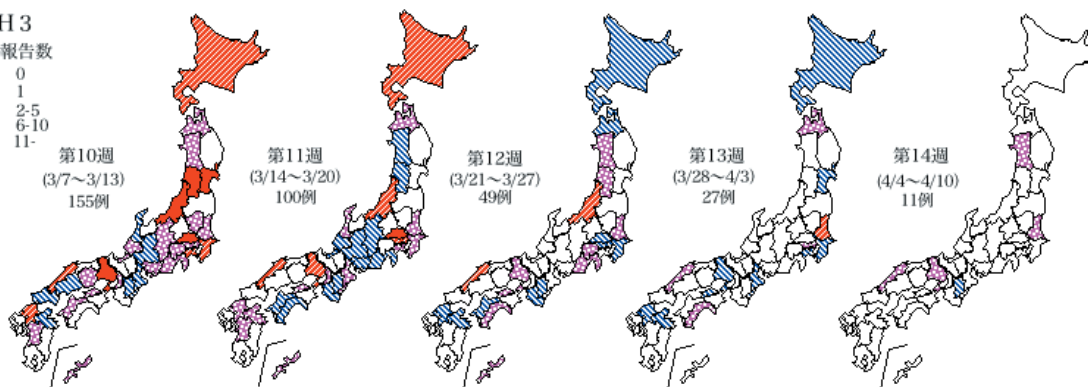 H3
報告数
0
1
2-5
6-10
11-
第10週
(3/7～3/13)
155例
第11週
(3/14～3/20)
100例
第12週
(3/21～3/27)
49例
第13週
(3/28～4/3)
27例
第14週
(4/4～4/10)
11例